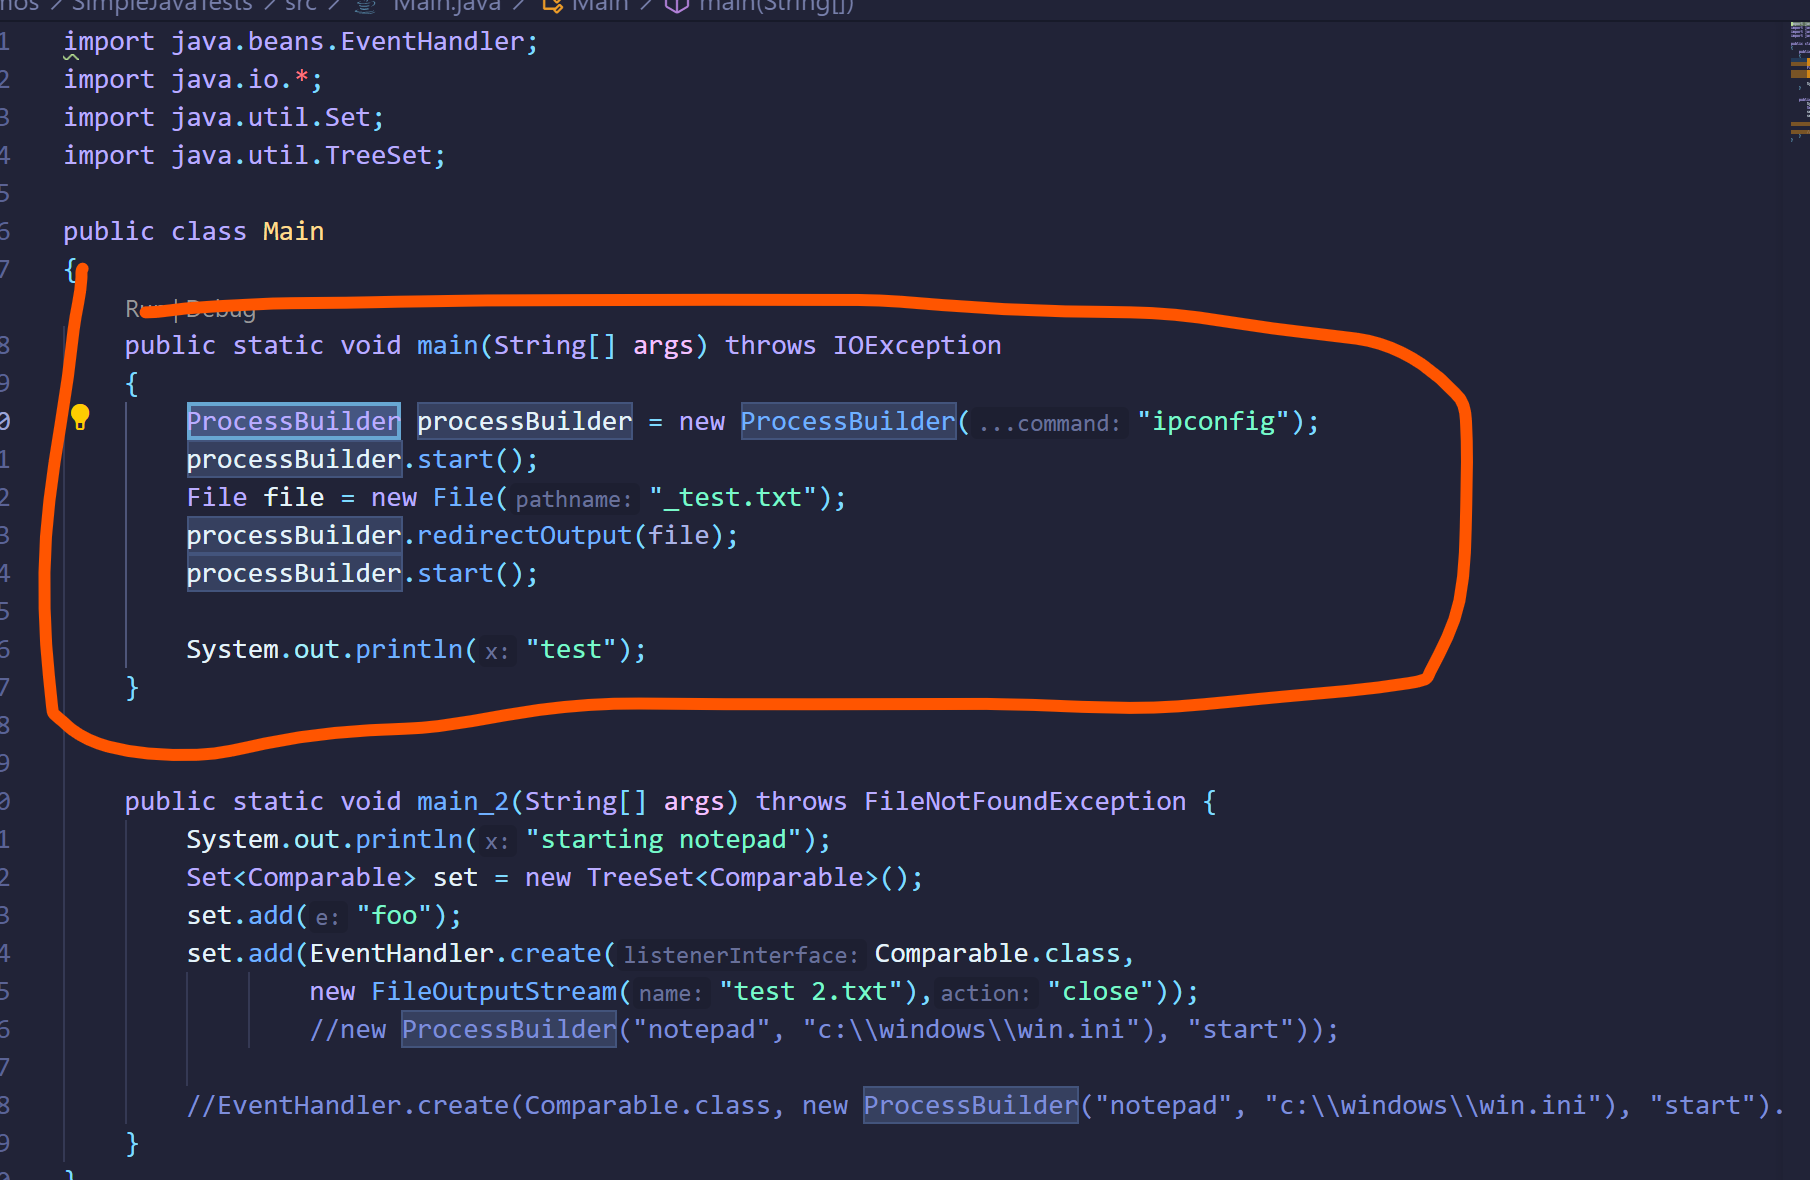 SimpleJavaTests > src > Main.java > Main > main(String[])
1 import java.beans.EventHandler;
2 import java.io.*;
3 import java.util.Set;
4 import java.util.TreeSet;
5
6 public class Main
7 {
Run | Debug
8 public static void main(String[] args) throws IOException
9 {
0 ProcessBuilder processBuilder = new ProcessBuilder(...command: "ipconfig");
1 processBuilder.start();
2 File file = new File(pathname: "_test.txt");
3 processBuilder.redirectOutput(file);
4 processBuilder.start();
5
6 System.out.println(x: "test");
7 }
8
9
0 public static void main_2(String[] args) throws FileNotFoundException {
1 System.out.println(x: "starting notepad");
2 Set<Comparable> set = new TreeSet<Comparable>();
3 set.add(e: "foo");
4 set.add(EventHandler.create(listenerInterface: Comparable.class,
5 new FileOutputStream(name: "test 2.txt"),action: "close"));
6 //new ProcessBuilder("notepad", "c:\\windows\\win.ini"), "start"));
7
8 //EventHandler.create(Comparable.class, new ProcessBuilder("notepad", "c:\\windows\\win.ini"), "start").
9 }
0 }